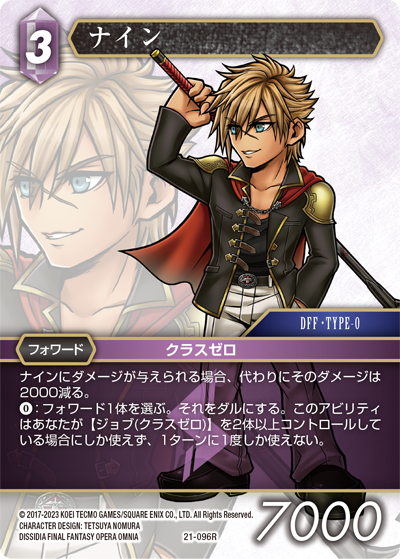 3
ナイン
DFF・TYPE-0
フォワード
クラスゼロ
ナインにダメージが与えられる場合、代わりにそのダメージは
2000減る。
0：フォワード1体を選ぶ。それをダルにする。このアビリティ
はあなたが【ジョブ(クラスゼロ)】を2体以上コントロールして
いる場合にしか使えず、1ターンに1度しか使えない。
© 2017-2023 KOEI TECMO GAMES/SQUARE ENIX CO., LTD. All Rights Reserved.
CHARACTER DESIGN: TETSUYA NOMURA
DISSIDIA FINAL FANTASY OPERA OMNIA
21-096R
7000